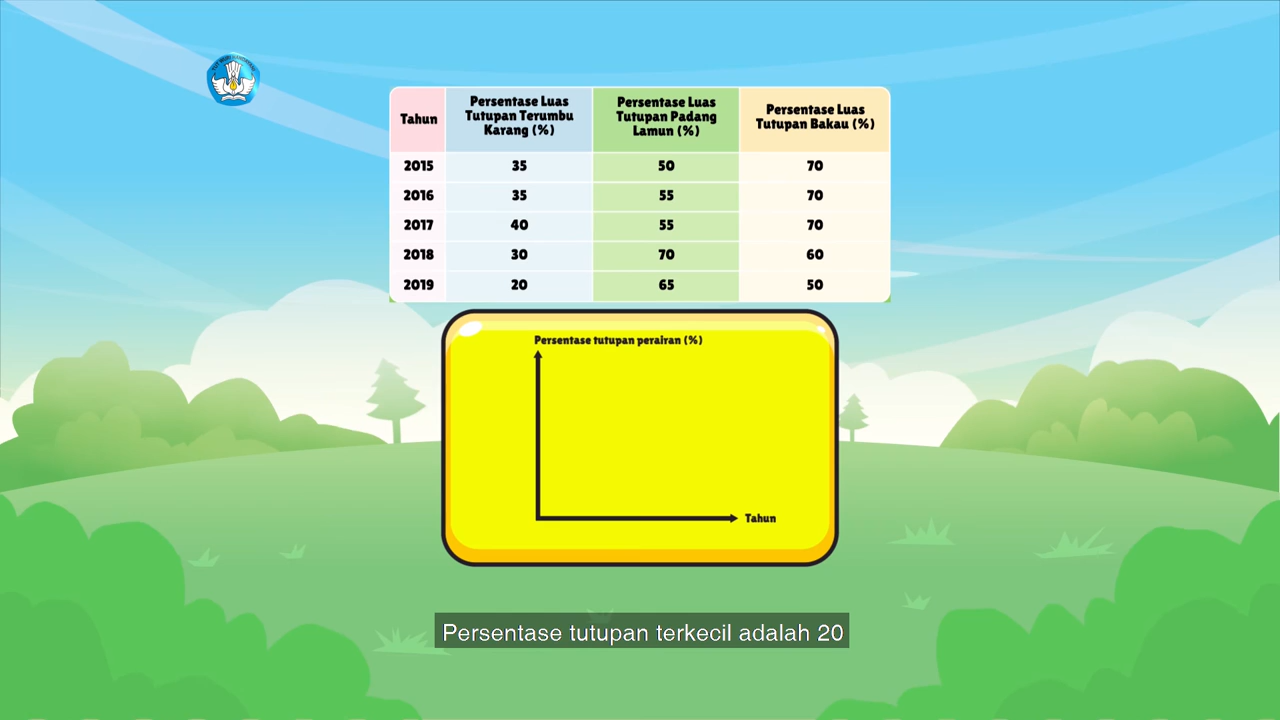 Tahun
Persentase Luas
Tutupan Terumbu
Karang (%)
Persentase Luas
Tutupan Padang
Lamun (%)
Persentase Luas
Tutupan Bakau (%)
2015 35 50 70
2016 35 55 70
2017 40 55 70
2018 30 70 60
2019 20 65 50
Persentase tutupan perairan (%)
Tahun
Persentase tutupan terkecil adalah 20